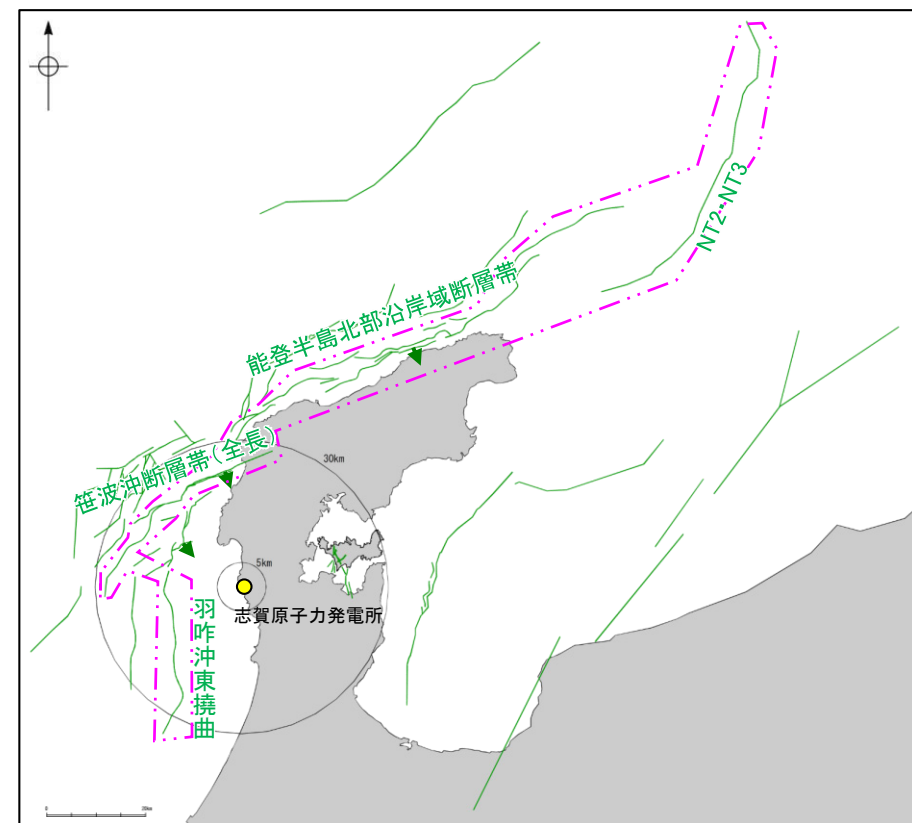 NT2・NT3
能登半島北部沿岸域断層帯
笹波沖断層帯(全長)
30km
5km
志賀原子力発電所
羽咋沖東撓曲
0
20km